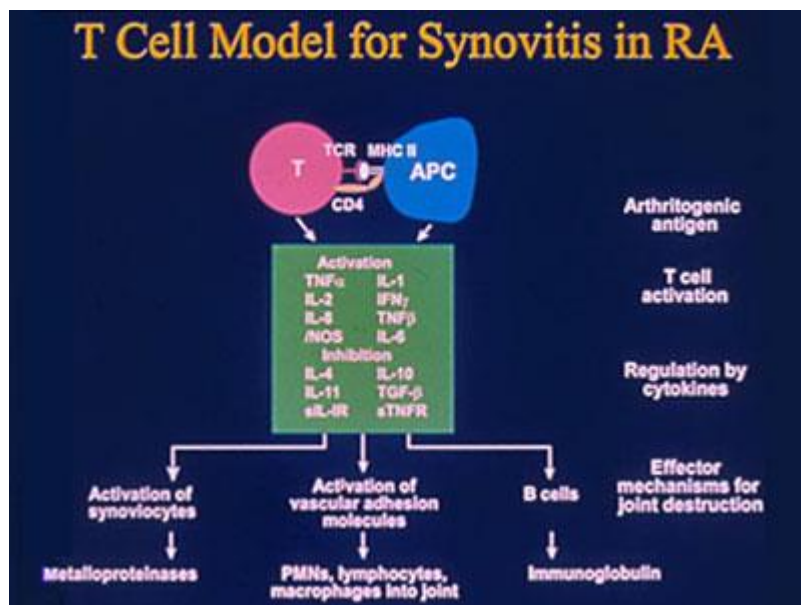 T Cell Model for Synovitis in RA
T
TCR
MHC II
APC
CD4
Arthritogenic
antigen
T cell
activation
Regulation by
cytokines
Effector
mechanisms for
joint destruction
Activation
TNFα IL-1
IL-2 IFNγ
IL-8 TNFβ
iNOS IL-6
Inhibition
IL-4 IL-10
IL-11 TGF-β
sIL-IR sTNFR
Activation of
synoviocytes
Activation of
vascular adhesion
molecules
B cells
Metalloproteinases
PMNs, lymphocytes,
macrophages into joint
Immunoglobulin